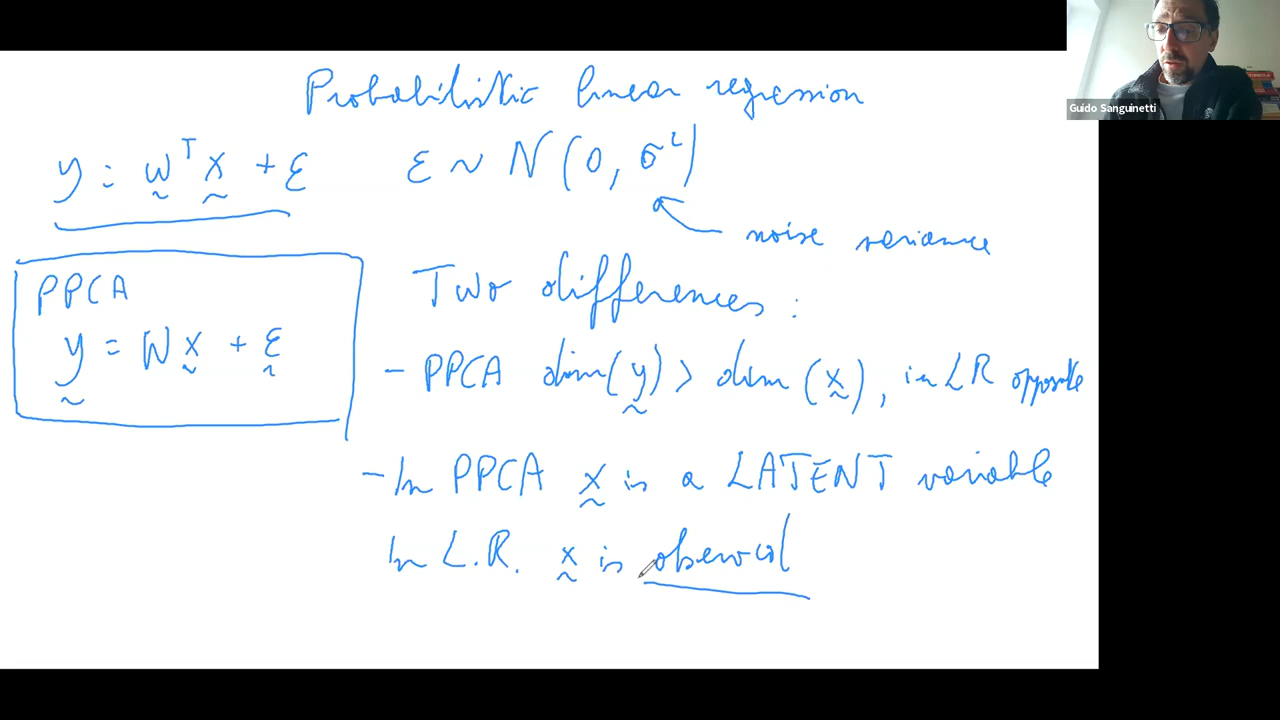 Guido Sanguinetti
Probabilistic linear regression
y = w^T x + ε   ε ~ N(0, σ²)
noise variance
PPCA
y = Wx + ε
Two differences:
- PPCA dim(y) > dim(x), in LR opposite
- In PPCA x is a LATENT variable
In L.R. x is observed